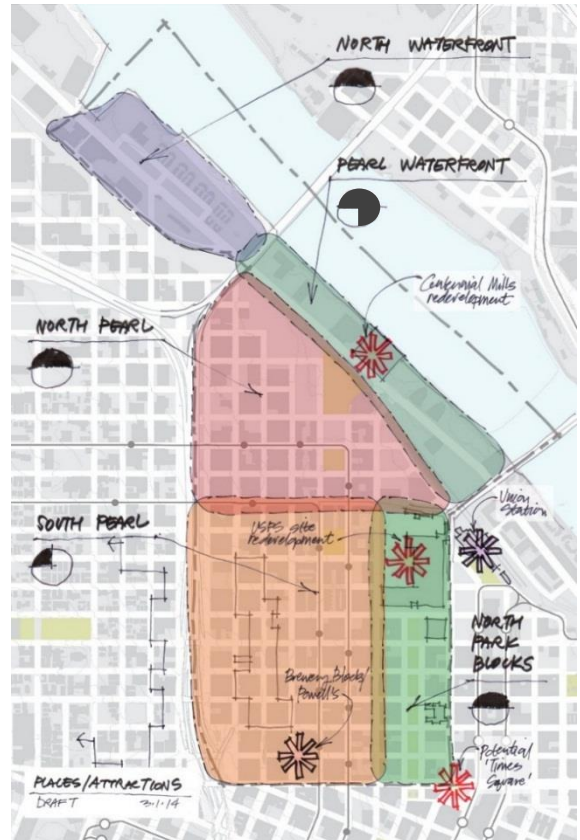 NORTH WATERFRONT
PEARL WATERFRONT
Centennial Mills
redevelopment
NORTH PEARL
SOUTH PEARL
USPS site
redevelopment
Union
Station
NORTH
PARK
BLOCKS
Brewery Blocks/
Powell's
Potential
'Times
Square'
PLACES/ATTRACTIONS
DRAFT 3.1.14